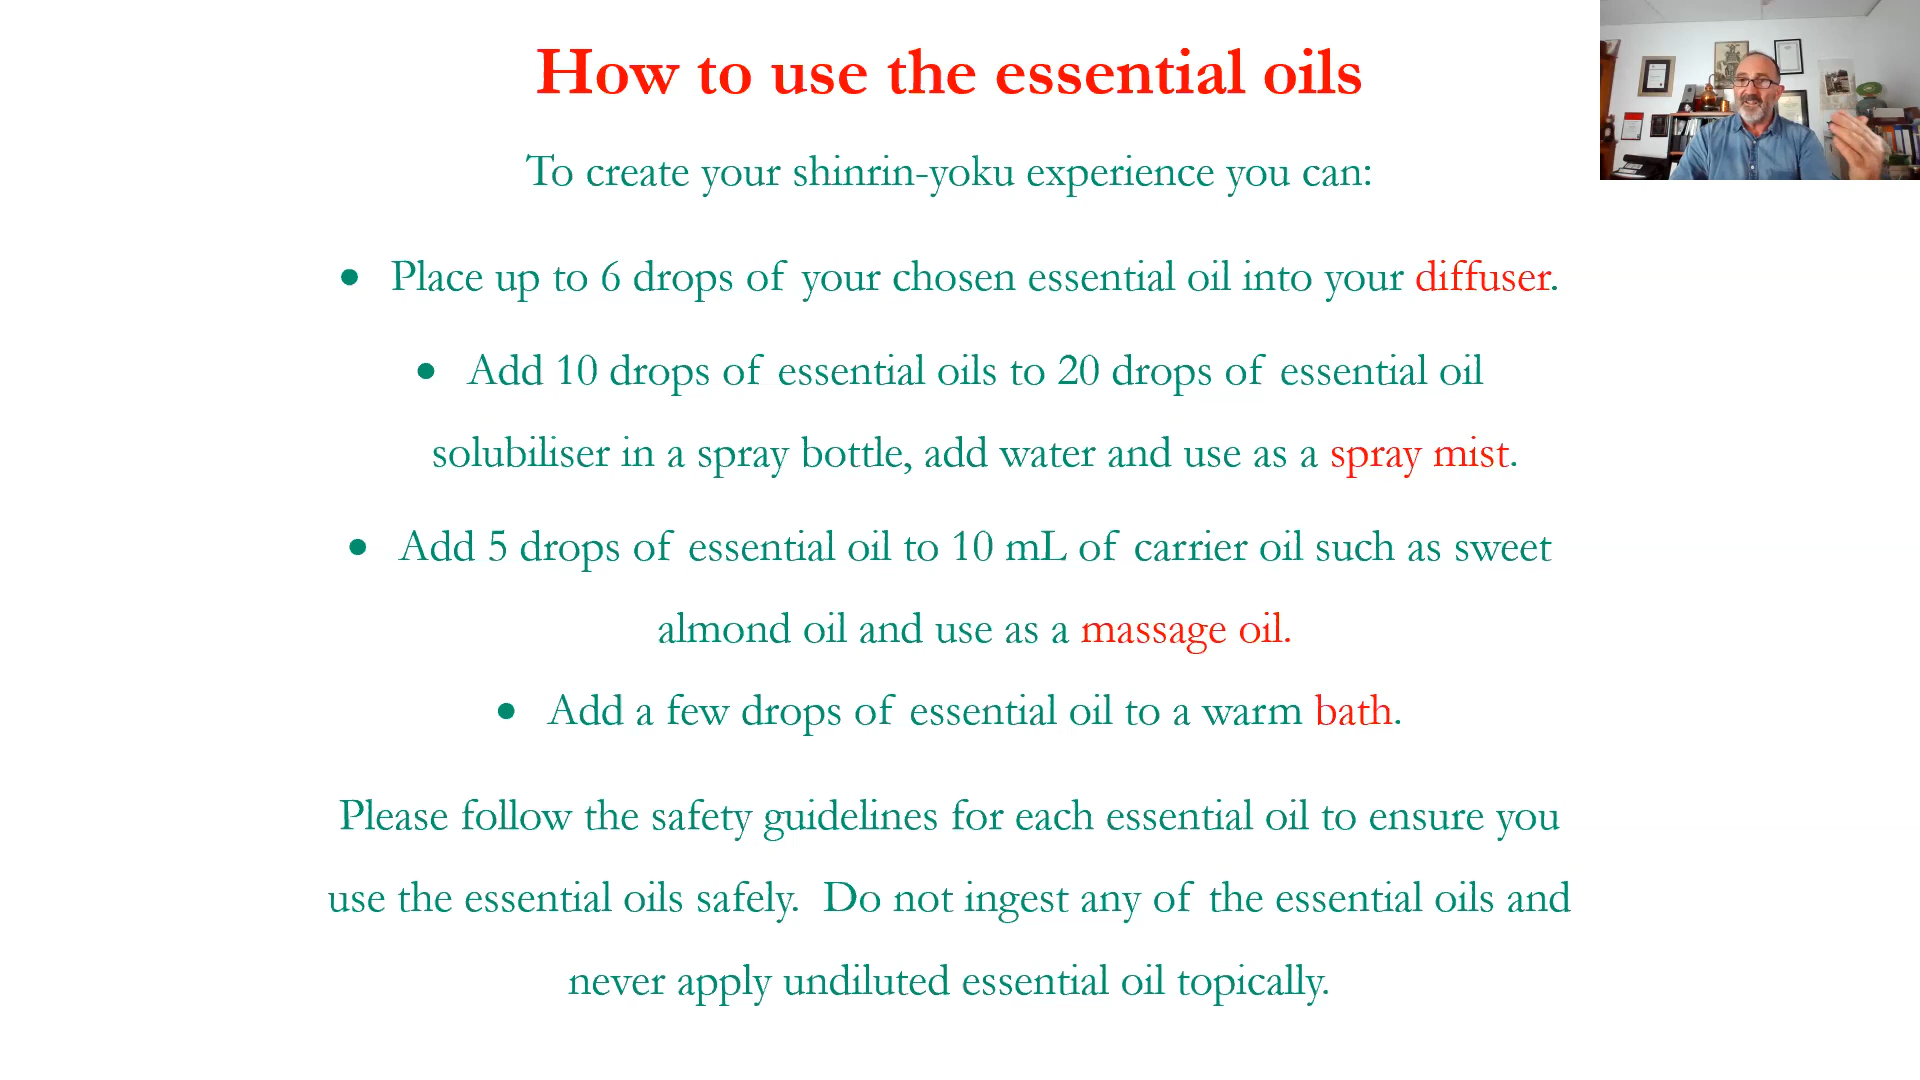 How to use the essential oils
To create your shinrin-yoku experience you can:
• Place up to 6 drops of your chosen essential oil into your diffuser.
• Add 10 drops of essential oils to 20 drops of essential oil
solubiliser in a spray bottle, add water and use as a spray mist.
• Add 5 drops of essential oil to 10 mL of carrier oil such as sweet
almond oil and use as a massage oil.
• Add a few drops of essential oil to a warm bath.
Please follow the safety guidelines for each essential oil to ensure you
use the essential oils safely. Do not ingest any of the essential oils and
never apply undiluted essential oil topically.